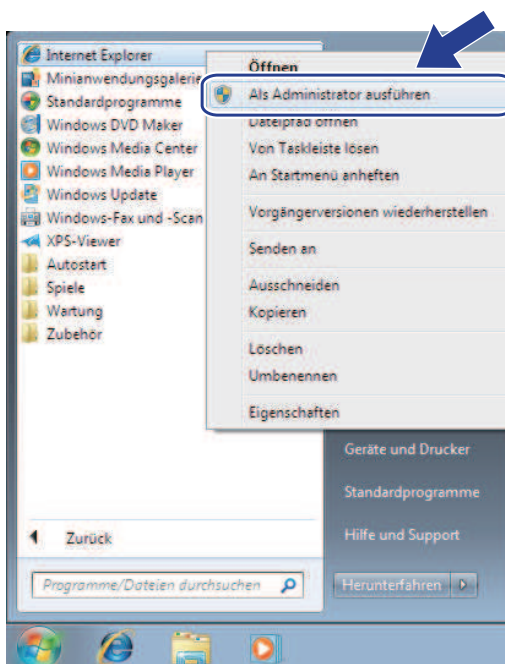 Internet Explorer
Minianwendungsgalerie
Standardprogramme
Windows DVD Maker
Windows Media Center
Windows Media Player
Windows Update
Windows-Fax und -Scan
XPS-Viewer
Autostart
Spiele
Wartung
Zubehör
Zurück
Programme/Dateien durchsuchen
Öffnen
Als Administrator ausführen
Dateipfad öffnen
Von Taskleiste lösen
An Startmenü anheften
Vorgängerversionen wiederherstellen
Senden an
Ausschneiden
Kopieren
Löschen
Umbenennen
Eigenschaften
Geräte und Drucker
Standardprogramme
Hilfe und Support
Herunterfahren